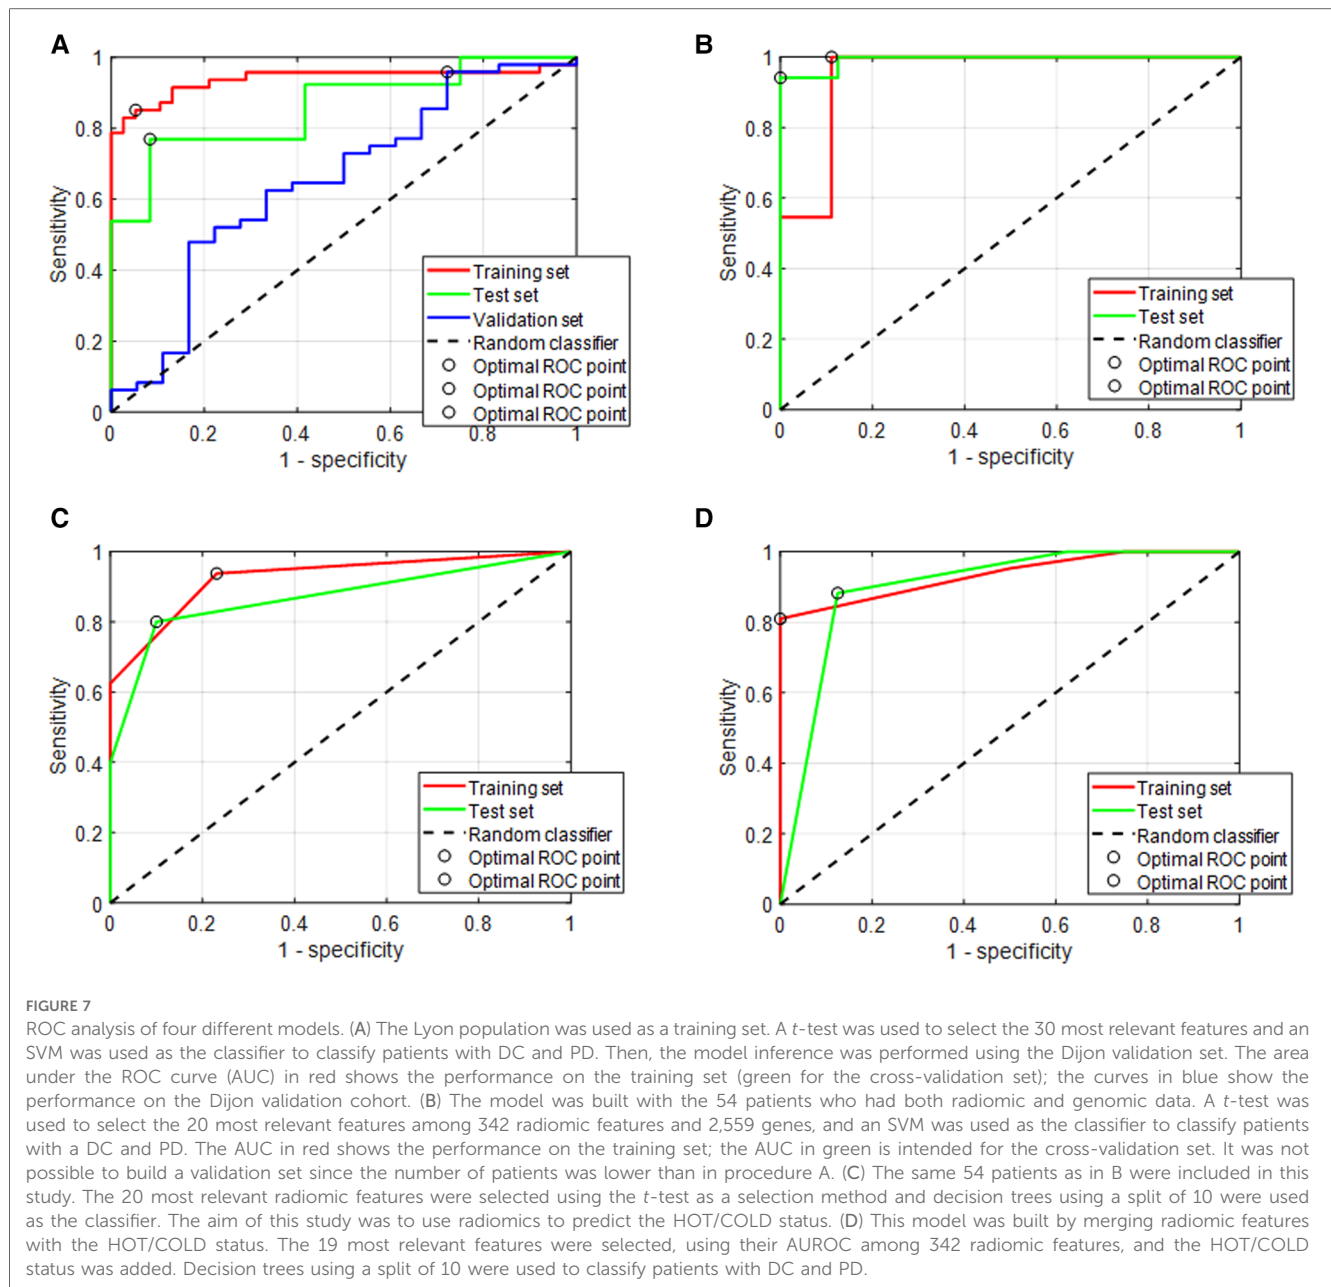 A
Sensitivity
1
0.8
0.6
0.4
0.2
0
0
0.2
0.4
0.6
0.8
1
1 - specificity
Training set
Test set
Validation set
Random classifier
Optimal ROC point
Optimal ROC point
Optimal ROC point
B
Sensitivity
1
0.8
0.6
0.4
0.2
0
0
0.2
0.4
0.6
0.8
1
1 - specificity
Training set
Test set
Random classifier
Optimal ROC point
Optimal ROC point
C
Sensitivity
1
0.8
0.6
0.4
0.2
0
0
0.2
0.4
0.6
0.8
1
1 - specificity
Training set
Test set
Random classifier
Optimal ROC point
Optimal ROC point
D
Sensitivity
1
0.8
0.6
0.4
0.2
0
0
0.2
0.4
0.6
0.8
1
1 - specificity
Training set
Test set
Random classifier
Optimal ROC point
Optimal ROC point
FIGURE 7
ROC analysis of four different models. (A) The Lyon population was used as a training set. A t-test was used to select the 30 most relevant features and an
SVM was used as the classifier to classify patients with DC and PD. Then, the model inference was performed using the Dijon validation set. The area
under the ROC curve (AUC) in red shows the performance on the training set (green for the cross-validation set); the curves in blue show the
performance on the Dijon validation cohort. (B) The model was built with the 54 patients who had both radiomic and genomic data. A t-test was
used to select the 20 most relevant features among 342 radiomic features and 2,559 genes, and an SVM was used as the classifier to classify patients
with a DC and PD. The AUC in red shows the performance on the training set; the AUC in green is intended for the cross-validation set. It was not
possible to build a validation set since the number of patients was lower than in procedure A. (C) The same 54 patients as in B were included in this
study. The 20 most relevant radiomic features were selected using the t-test as a selection method and decision trees using a split of 10 were used
as the classifier. The aim of this study was to use radiomics to predict the HOT/COLD status. (D) This model was built by merging radiomic features
with the HOT/COLD status. The 19 most relevant features were selected, using their AUROC among 342 radiomic features, and the HOT/COLD
status was added. Decision trees using a split of 10 were used to classify patients with DC and PD.